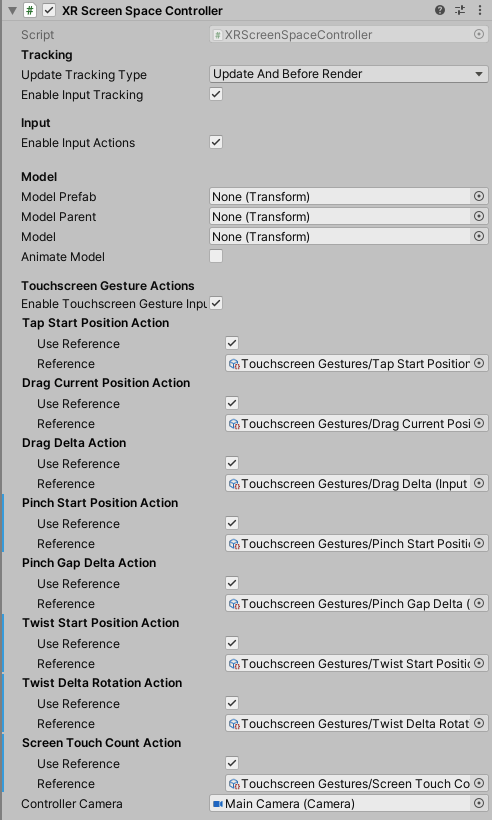 XR Screen Space Controller
Script XRScreenSpaceController
Tracking
Update Tracking Type Update And Before Render
Enable Input Tracking
Input
Enable Input Actions
Model
Model Prefab None (Transform)
Model Parent None (Transform)
Model None (Transform)
Animate Model
Touchscreen Gesture Actions
Enable Touchscreen Gesture Inpu
Tap Start Position Action
Use Reference
Reference Touchscreen Gestures/Tap Start Position
Drag Current Position Action
Use Reference
Reference Touchscreen Gestures/Drag Current Posi
Drag Delta Action
Use Reference
Reference Touchscreen Gestures/Drag Delta (Input
Pinch Start Position Action
Use Reference
Reference Touchscreen Gestures/Pinch Start Positi
Pinch Gap Delta Action
Use Reference
Reference Touchscreen Gestures/Pinch Gap Delta (
Twist Start Position Action
Use Reference
Reference Touchscreen Gestures/Twist Start Positi
Twist Delta Rotation Action
Use Reference
Reference Touchscreen Gestures/Twist Delta Rotat
Screen Touch Count Action
Use Reference
Reference Touchscreen Gestures/Screen Touch Co
Controller Camera Main Camera (Camera)